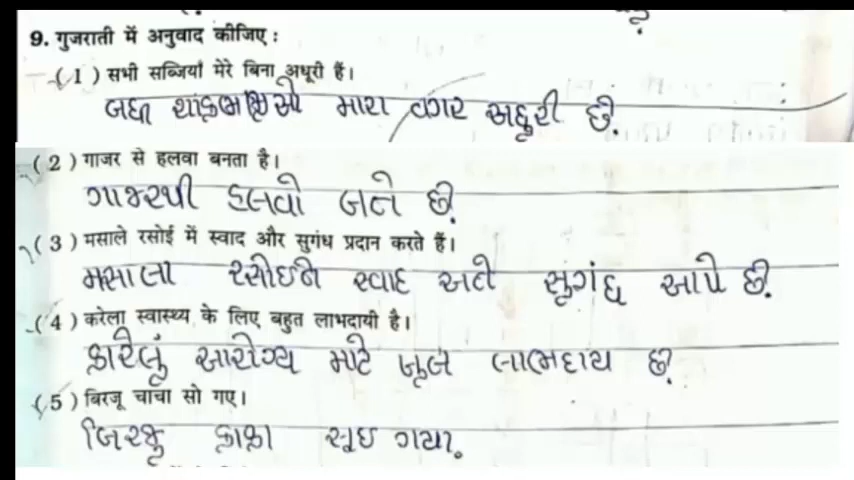 9. गुजराती में अनुवाद कीजिए :
(1) सभी सब्जियाँ मेरे बिना अधूरी हैं।
બધા શાકભાજીઓ મારા વગર અધુરી છે.
(2) गाजर से हलवा बनता है।
ગાજરથી હલવો બને છે.
(3) मसाले रसोई में स्वाद और सुगंध प्रदान करते हैं।
મસાલા રસોઇને સ્વાદ અને સુગંધ આપે છે.
(4) करेला स्वास्थ्य के लिए बहुत लाभदायी है।
કારેલું આરોગ્ય માટે ખૂબ લાભદાય છે.
(5) बिरजू चाचा सो गए।
બિરજુ કાકા સૂઇ ગયા.